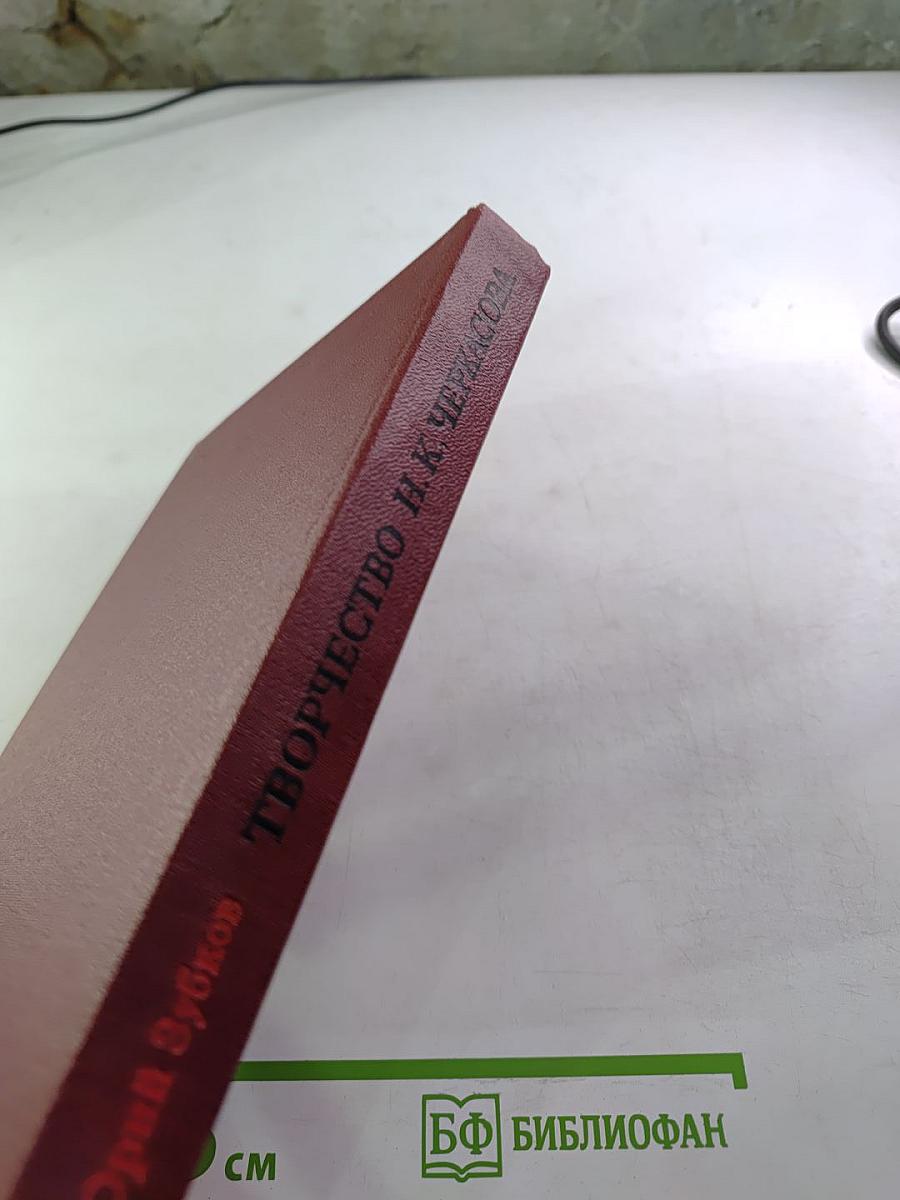 Юрий Зубков ТВОРЧЕСТВО Н. К. ЧЕРКАСОВА
см
БФ БИБЛИОФАН